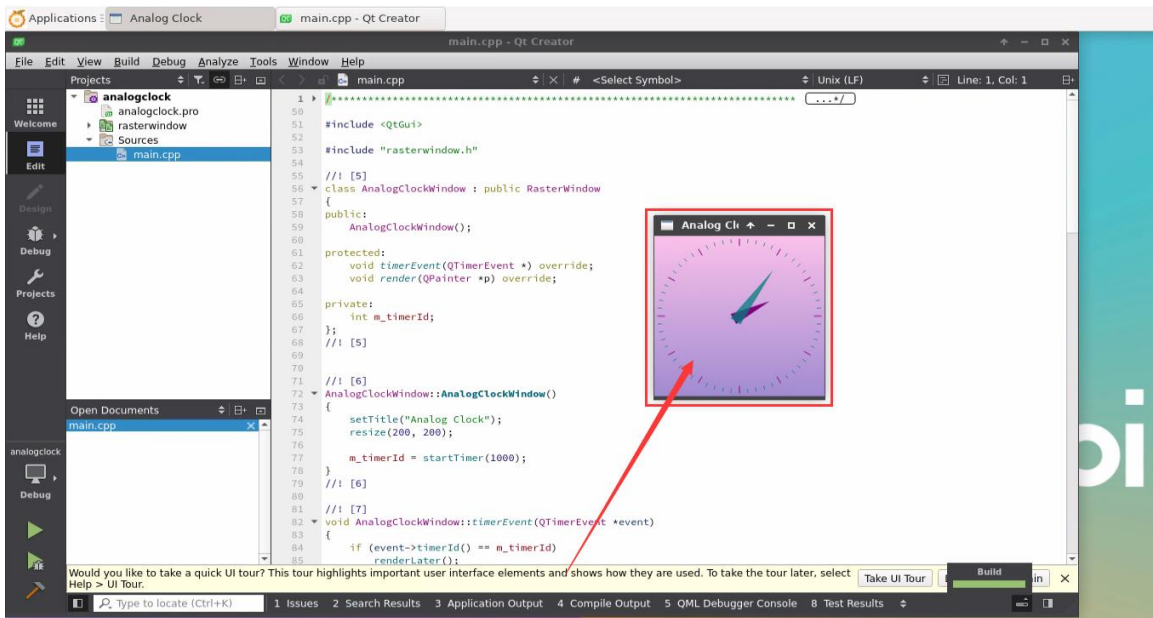 Applications
Analog Clock
main.cpp - Qt Creator
main.cpp - Qt Creator
File Edit View Build Debug Analyze Tools Window Help
Projects
main.cpp
# <Select Symbol>
Unix (LF)
Line: 1, Col: 1
Welcome
Edit
Design
Debug
Projects
Help
analogclock
Debug
analogclock
analogclock.pro
rasterwindow
Sources
main.cpp
Open Documents
main.cpp
1 /****************************************************************************
...*/
50
51 #include <QtGui>
52
53 #include "rasterwindow.h"
54
55 //! [5]
56 class AnalogClockWindow : public RasterWindow
57 {
58 public:
59 AnalogClockWindow();
60
61 protected:
62 void timerEvent(QTimerEvent *) override;
63 void render(QPainter *p) override;
64
65 private:
66 int m_timerId;
67 };
68 //! [5]
69
70
71 //! [6]
72 AnalogClockWindow::AnalogClockWindow()
73 {
74 setTitle("Analog Clock");
75 resize(200, 200);
76
77 m_timerId = startTimer(1000);
78 }
79 //! [6]
80
81 //! [7]
82 void AnalogClockWindow::timerEvent(QTimerEvent *event)
83 {
84 if (event->timerId() == m_timerId)
85 renderLater();
Analog Clo
Would you like to take a quick UI tour? This tour highlights important user interface elements and shows how they are used. To take the tour later, select
Help > UI Tour.
Take UI Tour
Build
in
Type to locate (Ctrl+K)
1 Issues 2 Search Results 3 Application Output 4 Compile Output 5 QML Debugger Console 8 Test Results
pi